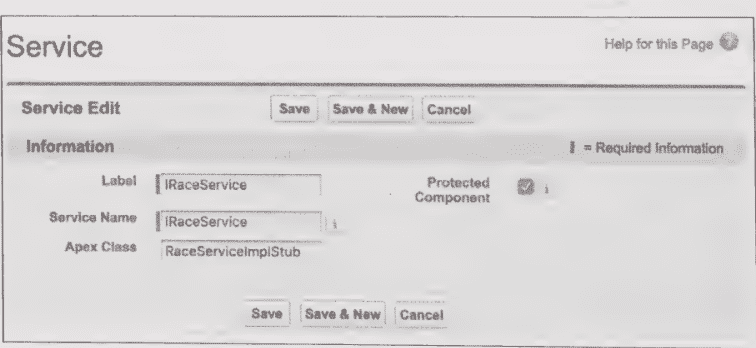 Service
Help for this Page ?
Service Edit Save Save & New Cancel
Information = Required Information
Label IRaceService Protected Component i
Service Name IRaceService i
Apex Class RaceServiceImplStub
Save Save & New Cancel